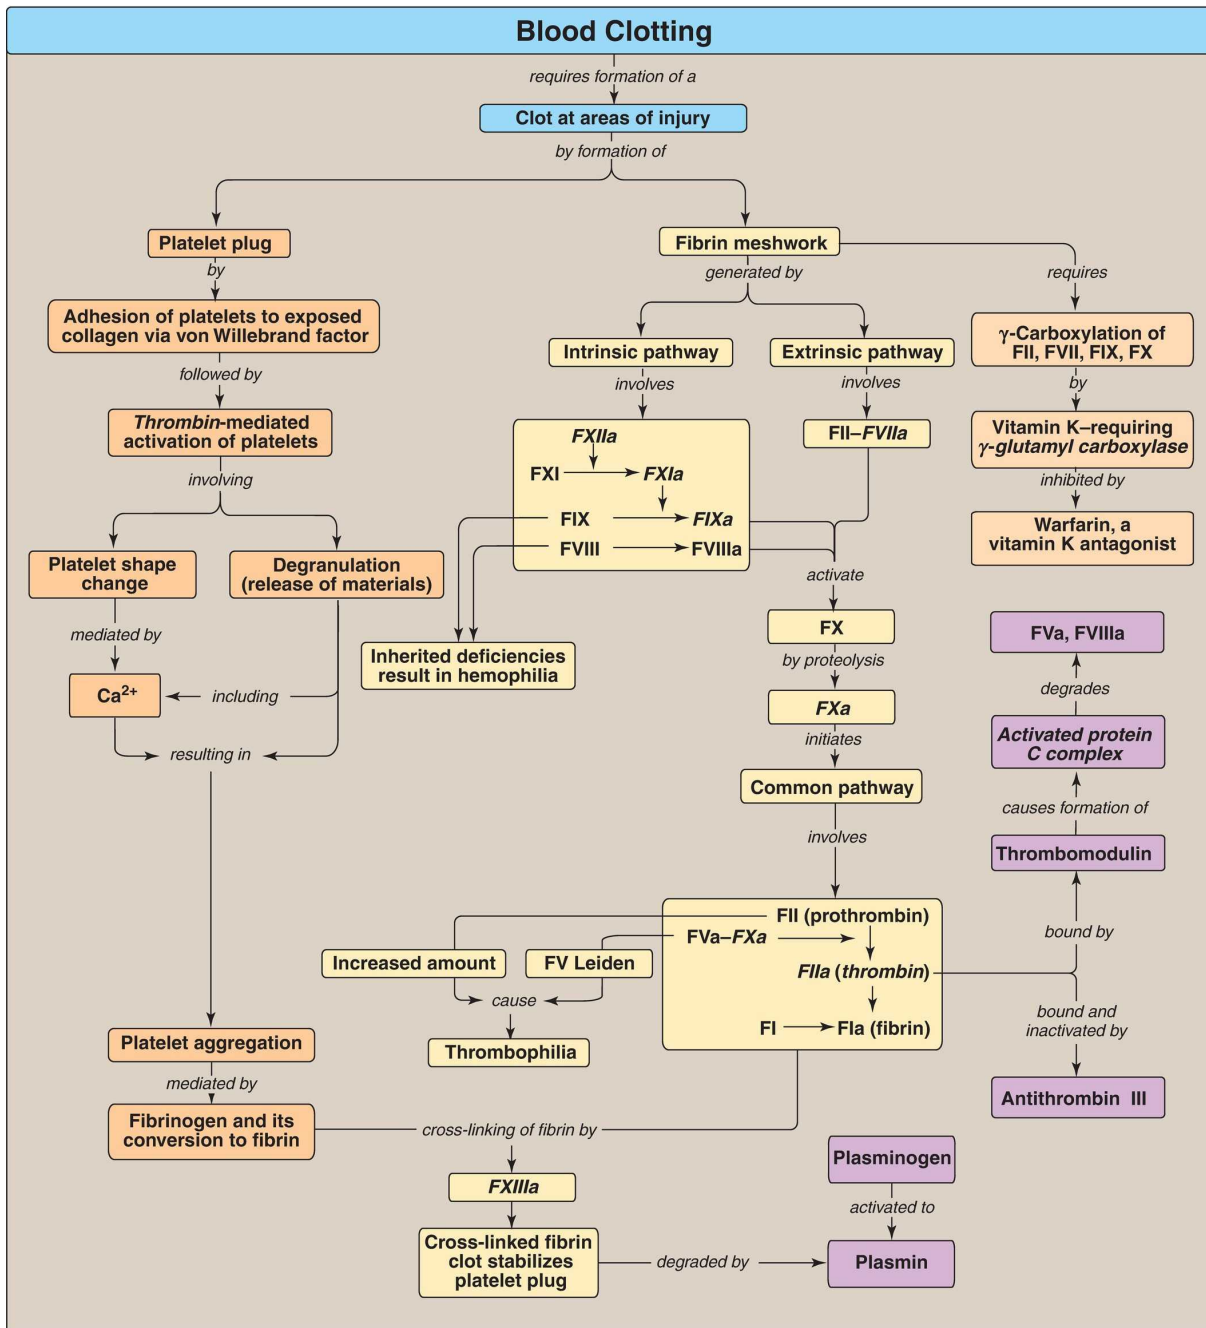 Blood Clotting
requires formation of a
Clot at areas of injury
by formation of
Platelet plug
by
Adhesion of platelets to exposed
collagen via von Willebrand factor
followed by
Thrombin-mediated
activation of platelets
involving
Platelet shape
change
Degranulation
(release of materials)
mediated by
Ca²⁺
including
resulting in
Platelet aggregation
mediated by
Fibrinogen and its
conversion to fibrin
Fibrin meshwork
generated by
requires
Intrinsic pathway
Extrinsic pathway
involves
involves
FXIIa
FXI
FXIa
FIX
FIXa
FVIII
FVIIIa
FII–FVIIa
Inherited deficiencies
result in hemophilia
activate
FX
by proteolysis
FXa
initiates
Common pathway
involves
FII (prothrombin)
FVa–FXa
FIIa (thrombin)
FI
FIa (fibrin)
Increased amount
FV Leiden
cause
Thrombophilia
cross-linking of fibrin by
FXIIIa
Cross-linked fibrin
clot stabilizes
platelet plug
degraded by
Plasminogen
activated to
Plasmin
γ-Carboxylation of
FII, FVII, FIX, FX
by
Vitamin K–requiring
γ-glutamyl carboxylase
inhibited by
Warfarin, a
vitamin K antagonist
FVa, FVIIIa
degrades
Activated protein
C complex
causes formation of
Thrombomodulin
bound by
bound and
inactivated by
Antithrombin III